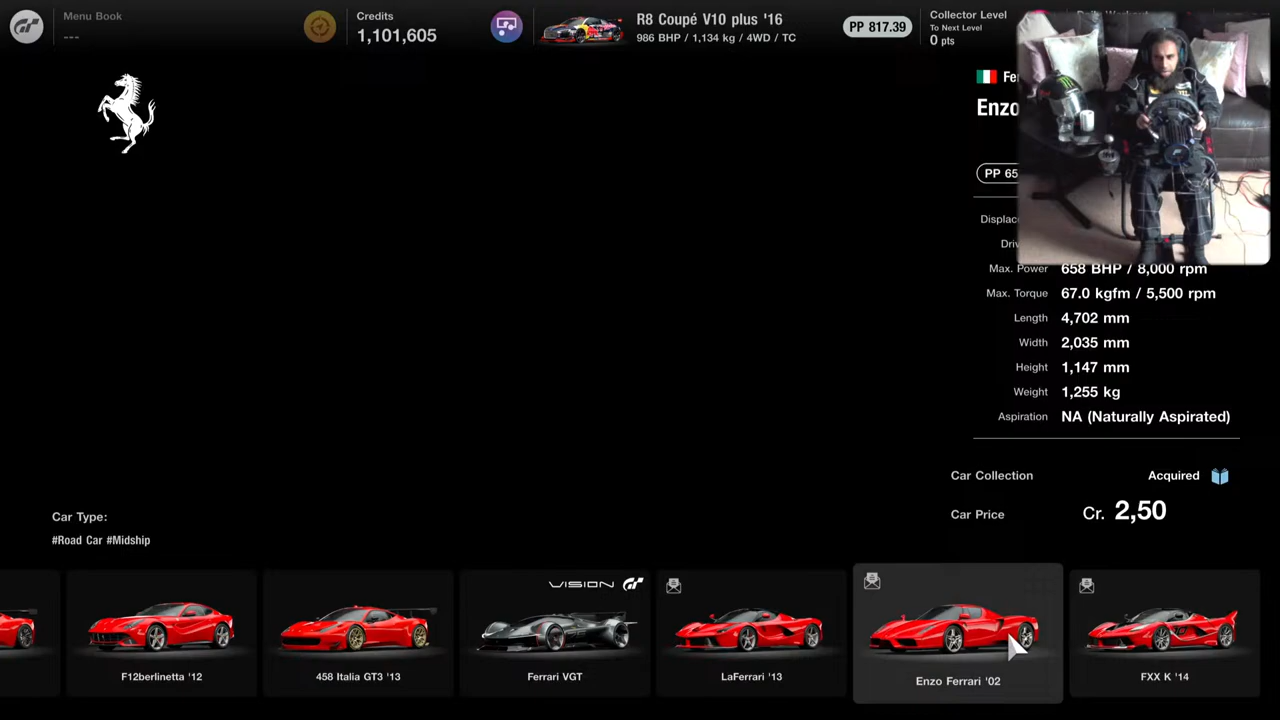 Menu Book
---
Credits
1,101,605
R8 Coupé V10 plus '16
986 BHP / 1,134 kg / 4WD / TC
PP 817.39
Collector Level
To Next Level
0 pts
Enzo
PP 65
Max. Power 658 BHP / 8,000 rpm
Max. Torque 67.0 kgfm / 5,500 rpm
Length 4,702 mm
Width 2,035 mm
Height 1,147 mm
Weight 1,255 kg
Aspiration NA (Naturally Aspirated)
Car Collection Acquired
Car Price Cr. 2,50
Car Type:
#Road Car #Midship
VISION GT
F12berlinetta '12
458 Italia GT3 '13
Ferrari VGT
LaFerrari '13
Enzo Ferrari '02
FXX K '14